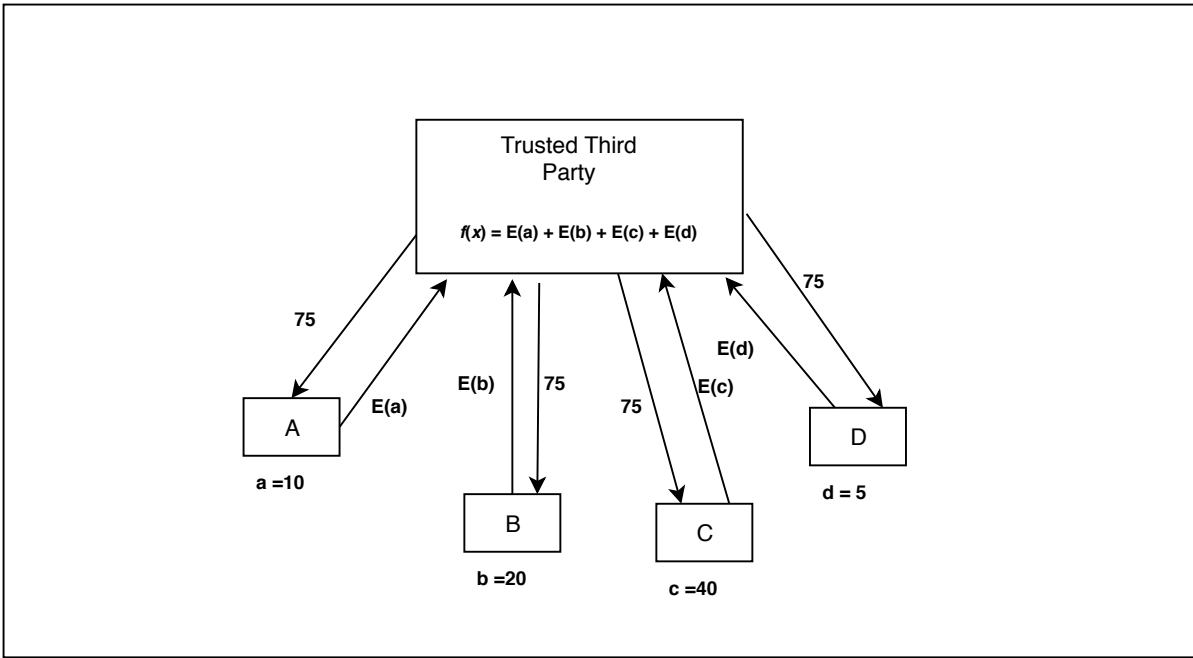 Trusted Third
Party
f(x) = E(a) + E(b) + E(c) + E(d)
75
75
E(d)
E(b)
75
E(c)
75
E(a)
A
D
a =10
d = 5
B
C
b =20
c =40